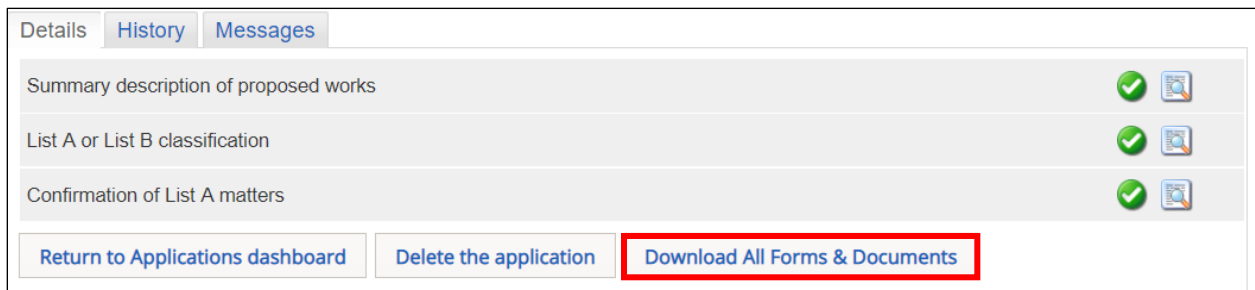 Details History Messages
Summary description of proposed works
List A or List B classification
Confirmation of List A matters
Return to Applications dashboard Delete the application Download All Forms & Documents